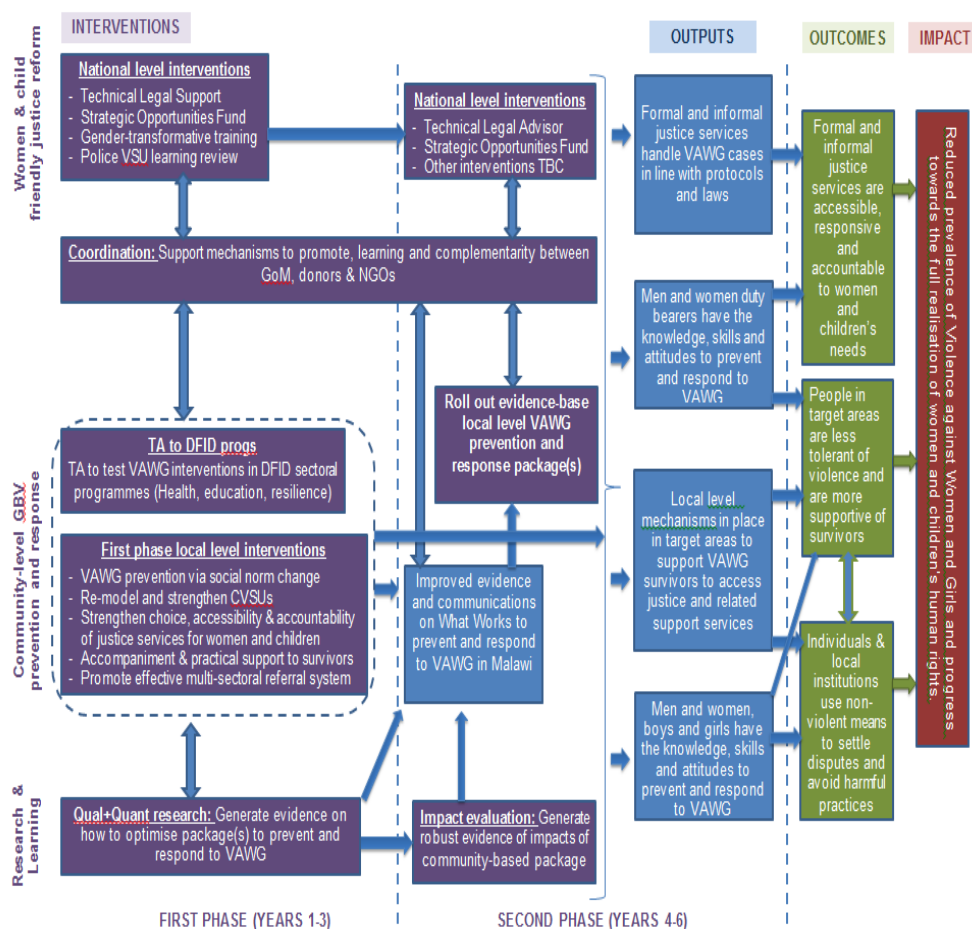 INTERVENTIONS
OUTPUTS
OUTCOMES
IMPACT
Women & child
friendly justice reform
National level interventions
- Technical Legal Support
- Strategic Opportunities Fund
- Gender-transformative training
- Police VSU learning review
National level interventions
- Technical Legal Advisor
- Strategic Opportunities Fund
- Other interventions TBC
Formal and informal
justice services
handle VAWG cases
in line with protocols
and laws
Formal and
informal
justice
services are
accessible,
responsive
and
accountable
to women
and
children's
needs
Reduced prevalence of Violence against Women and Girls and progress
towards the full realisation of women and children's human rights.
Coordination: Support mechanisms to promote, learning and complementarity between
GoM, donors & NGOs
Men and women duty
bearers have the
knowledge, skills and
attitudes to prevent
and respond to
VAWG
Community-level GBV
prevention and response
TA to DFID progs
TA to test VAWG interventions in DFID sectoral
programmes (Health, education, resilience)
Roll out evidence-base
local level VAWG
prevention and
response package(s)
People in
target areas
are less
tolerant of
violence and
are more
supportive of
survivors
First phase local level interventions
- VAWG prevention via social norm change
- Re-model and strengthen CVSUs
- Strengthen choice, accessibility & accountability
of justice services for women and children
- Accompaniment & practical support to survivors
- Promote effective multi-sectoral referral system
Improved evidence
and communications
on What Works to
prevent and respond
to VAWG in Malawi
Local level
mechanisms in place
in target areas to
support VAWG
survivors to access
justice and related
support services
Individuals &
local
institutions
use non-
violent means
to settle
disputes and
avoid harmful
practices
Men and women,
boys and girls have
the knowledge, skills
and attitudes to
prevent and respond
to VAWG
Research &
Learning
Qual+Quant research: Generate evidence
on how to optimise package(s) to prevent and
respond to VAWG
Impact evaluation: Generate
robust evidence of impacts of
community-based package
FIRST PHASE (YEARS 1-3)
SECOND PHASE (YEARS 4-6)